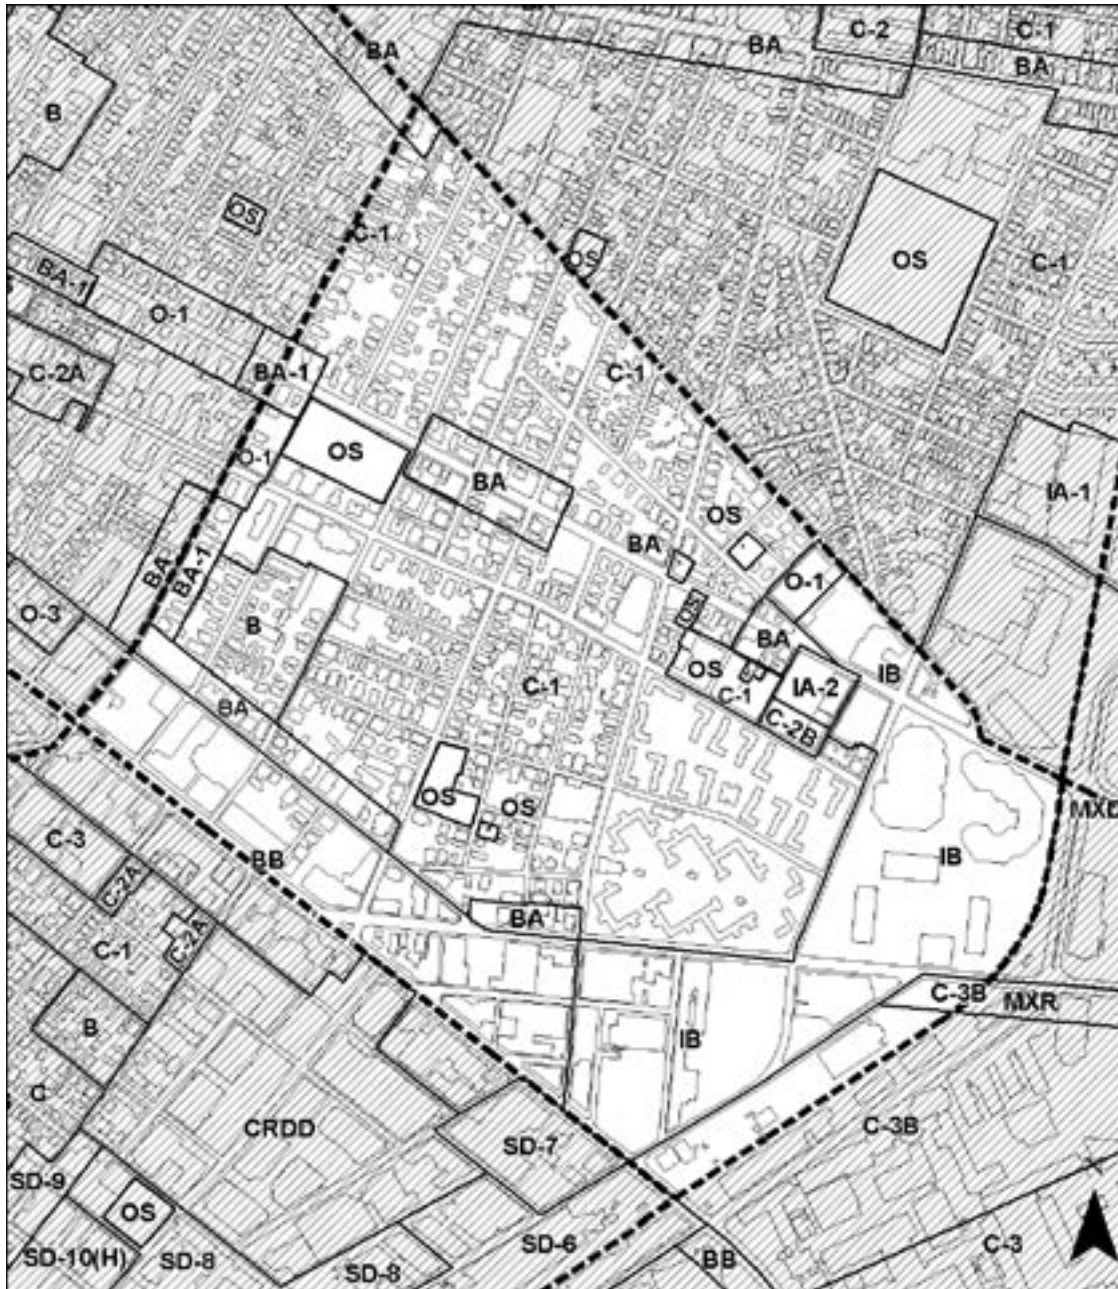 BA
BA
C-2
C-1
BA
B
OS
C-1
OS
OS
C-1
BA-1
O-1
C-2A
BA-1
C-1
O-1
OS
BA
IA-1
OS
BA
BA
BA-1
O-1
O-3
B
OS
BA
OS
C-1
C-1
IA-2
IB
C-2B
BA
OS
OS
MXD
C-3
BB
IB
C-2A
BA
C-1
C-2A
C-3B
MXR
B
IB
C
CRDD
SD-7
C-3B
SD-9
OS
SD-10(H)
SD-8
SD-8
SD-6
BB
C-3